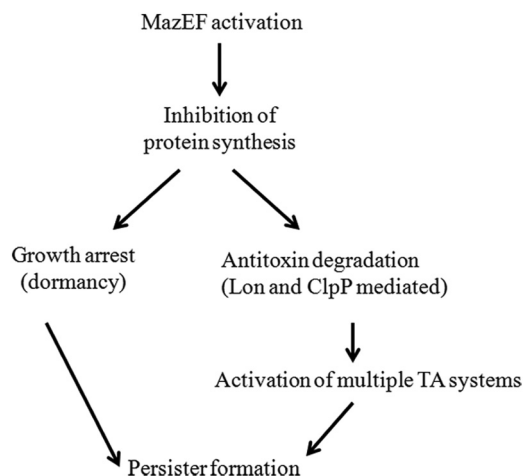 MazEF activation
Inhibition of
protein synthesis
Growth arrest
(dormancy)
Antitoxin degradation
(Lon and ClpP mediated)
Activation of multiple TA systems
Persister formation